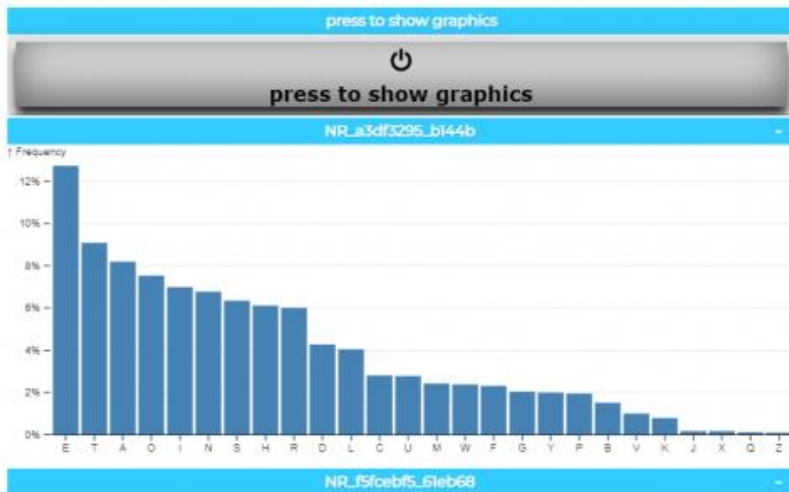 press to show graphics
press to show graphics
NR_a3df3295_b144b -
↑ Frequency
12%
10%
8%
6%
4%
2%
0%
E T A O I N S H R D L C U M W F G Y P B V K J X Q Z
NR_f5fcebf5_61eb68 -